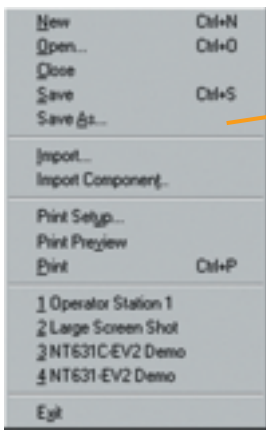 New Ctrl+N
Open... Ctrl+O
Close
Save Ctrl+S
Save As...
Import...
Import Component...
Print Setup...
Print Preview
Print Ctrl+P
1 Operator Station 1
2 Large Screen Shot
3 NT631C-EV2 Demo
4 NT631-EV2 Demo
Exit